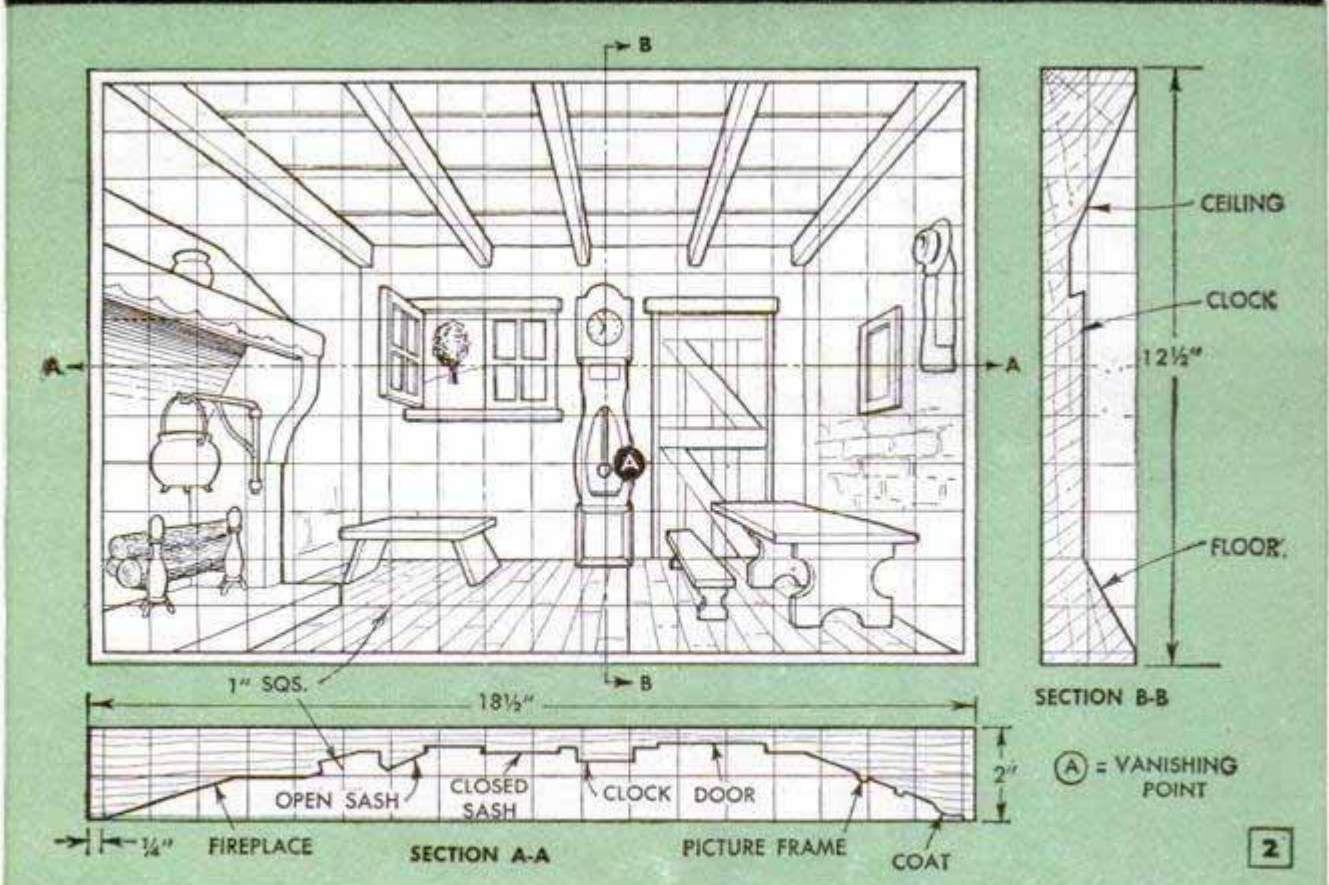 B
A
A
A
B
1" SQS.
18½"
CEILING
CLOCK
12½"
FLOOR
SECTION B-B
OPEN SASH
CLOSED
SASH
CLOCK
DOOR
2"
¼"
FIREPLACE
SECTION A-A
PICTURE FRAME
COAT
A = VANISHING
POINT
2